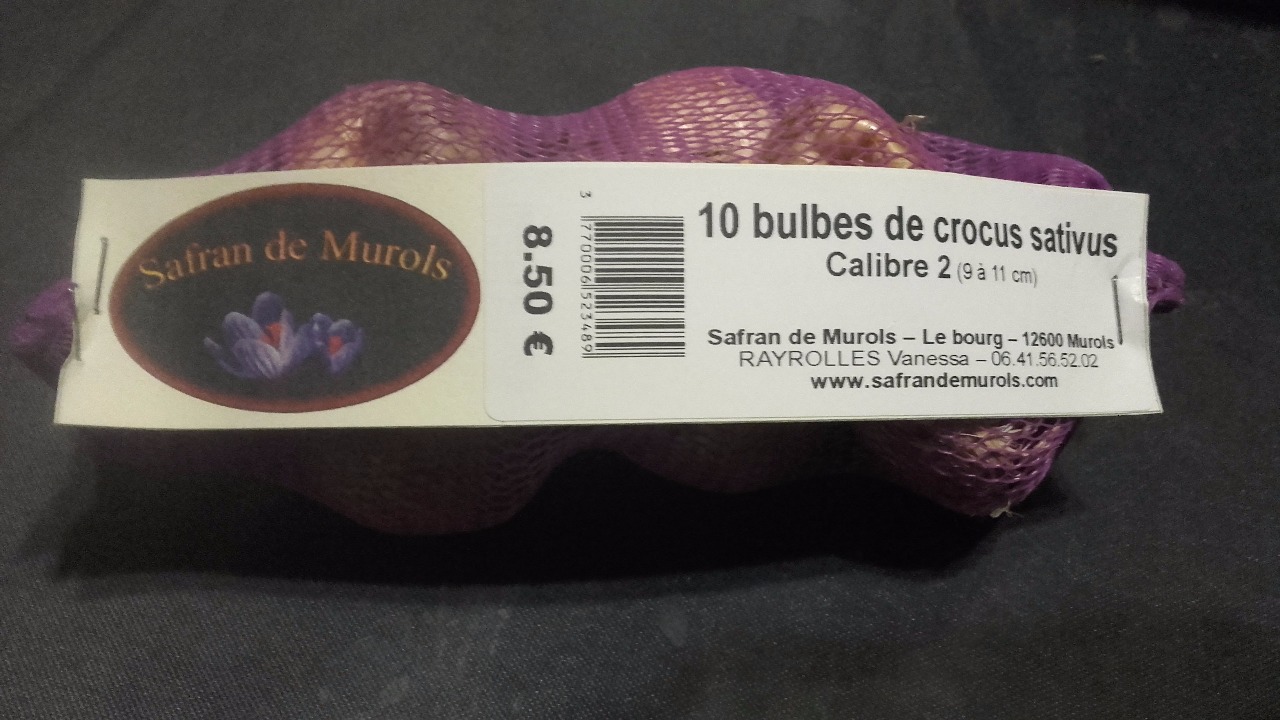 Safran de Murols
8.50 €
3 770006 523489
10 bulbes de crocus sativus
Calibre 2 (9 à 11 cm)
Safran de Murols – Le bourg – 12600 Murols
RAYROLLES Vanessa – 06.41.56.52.02
www.safrandemurols.com